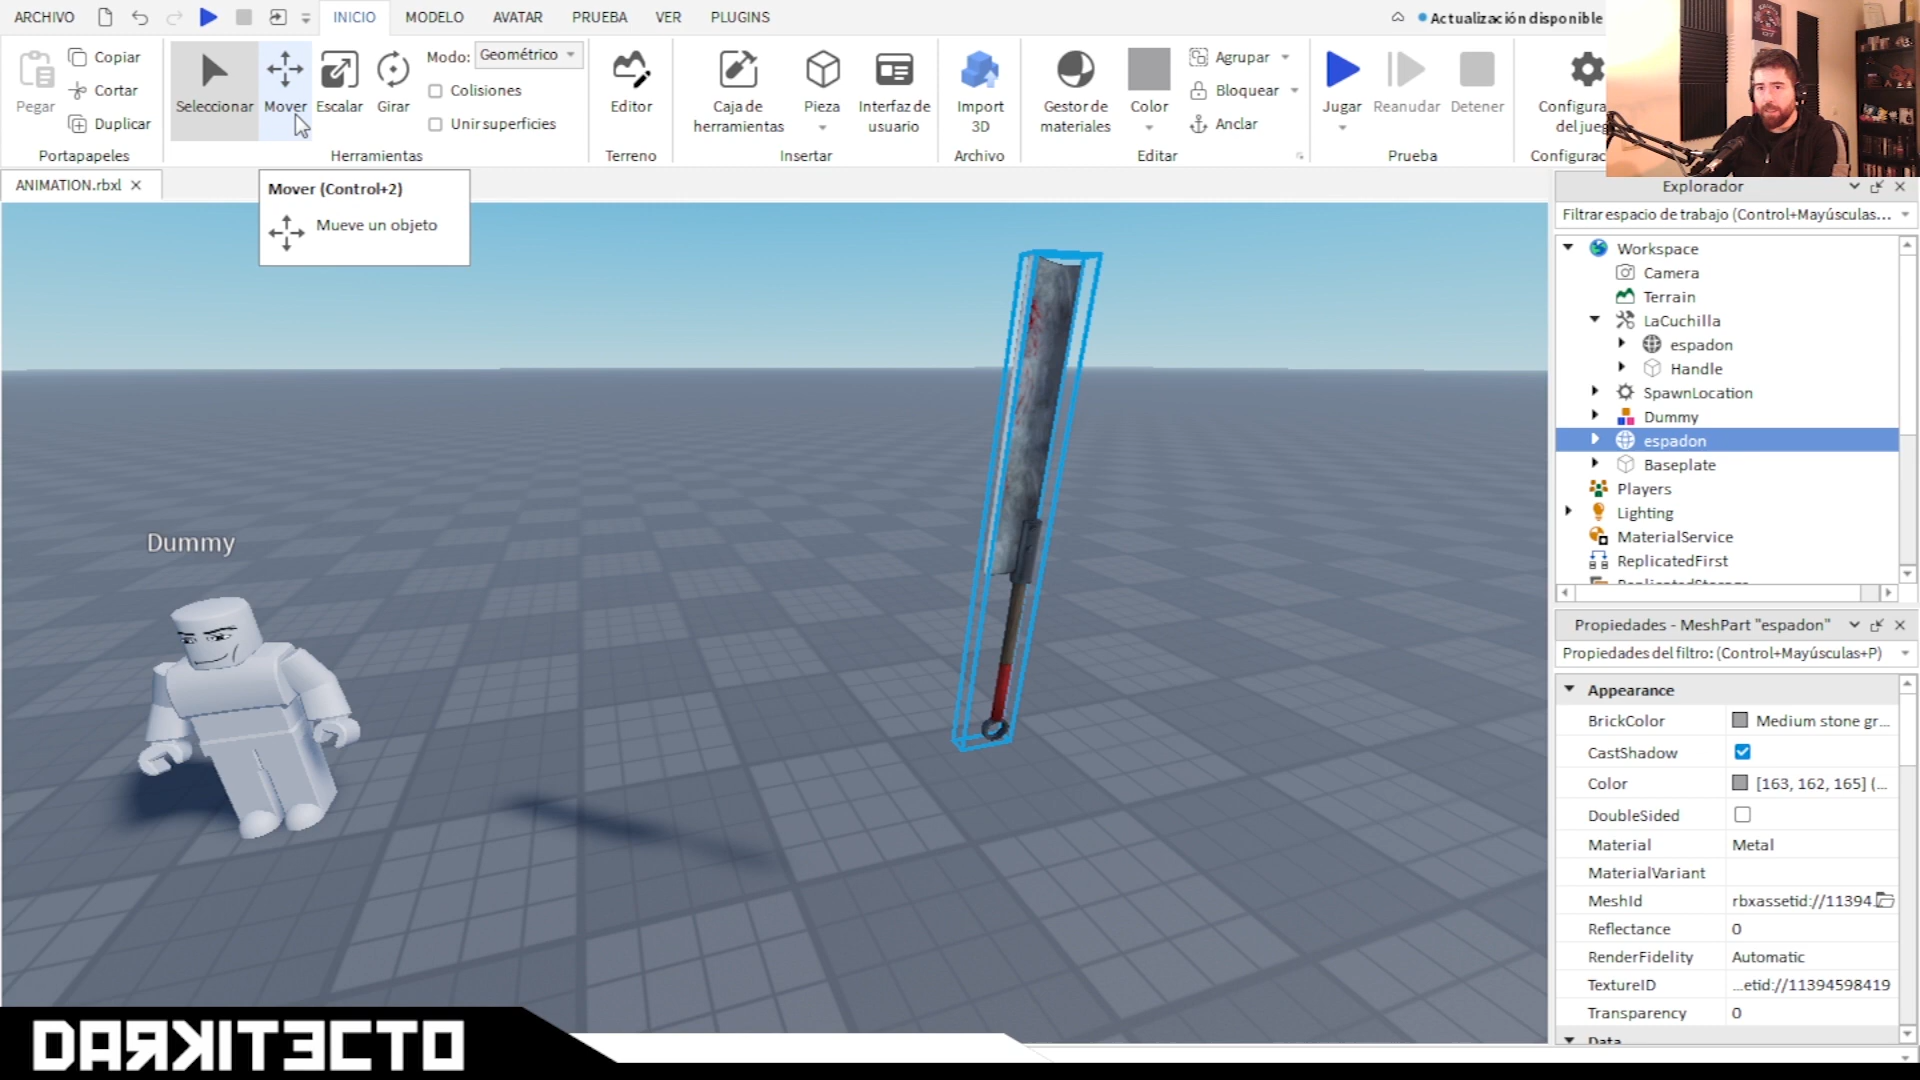 ARCHIVO
INICIO
MODELO
AVATAR
PRUEBA
VER
PLUGINS
Actualización disponible
Pegar
Copiar
Cortar
Duplicar
Portapapeles
Seleccionar
Mover
Escalar
Girar
Modo:
Geométrico
Colisiones
Unir superficies
Herramientas
Editor
Terreno
Caja de
herramientas
Pieza
Interfaz de
usuario
Insertar
Import
3D
Archivo
Gestor de
materiales
Color
Agrupar
Bloquear
Anclar
Editar
Jugar
Reanudar
Detener
Prueba
Configura
del jueg
Configurac
ANIMATION.rbxl
Mover (Control+2)
Mueve un objeto
Dummy
Explorador
Filtrar espacio de trabajo (Control+Mayúsculas...
Workspace
Camera
Terrain
LaCuchilla
espadon
Handle
SpawnLocation
Dummy
espadon
Baseplate
Players
Lighting
MaterialService
ReplicatedFirst
ReplicatedStorage
Propiedades - MeshPart "espadon"
Propiedades del filtro: (Control+Mayúsculas+P)
Appearance
BrickColor Medium stone gr...
CastShadow
Color [163, 162, 165] (...
DoubleSided
Material Metal
MaterialVariant
MeshId rbxassetid://11394
Reflectance 0
RenderFidelity Automatic
TextureID ...etid://11394598419
Transparency 0
Data
DARKITECTO